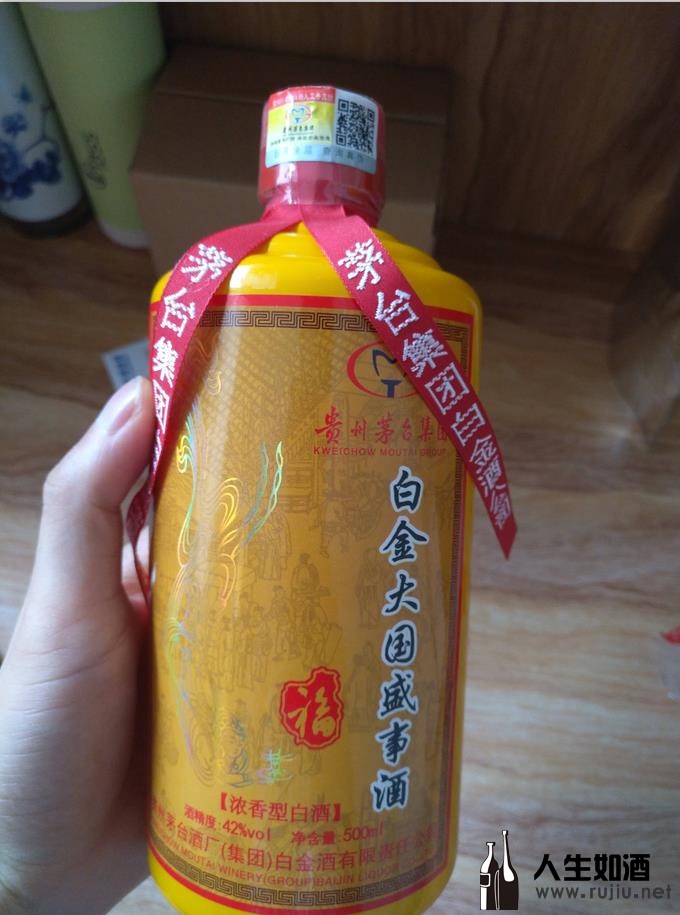 茅台集团
茅台集团白金酒
贵州茅台集团
KWEICHOW MOUTAI GROUP
白金大国盛事酒
福
【浓香型白酒】
酒精度:42%vol 净含量:500ml
州茅台酒厂(集团)白金酒有限责任公
MOUTAI WINERY(GROUP)BAIJIN LIQUO
人生如酒
www.rujiu.net